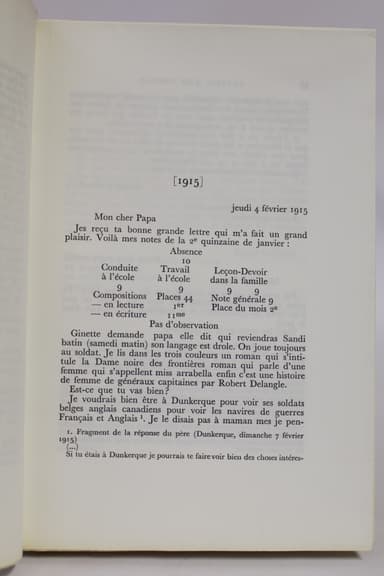 [1915]
jeudi 4 février 1915
Mon cher Papa
Jes reçu ta bonne grande lettre qui m'a fait un grand
plaisir. Voilà mes notes de la 2e quinzaine de janvier :
Absence
10
Conduite Travail Leçon-Devoir
à l'école à l'école dans la famille
9 9 9 9
Compositions Places 44 Note générale 9
— en lecture 1er Place du mois 2e
— en écriture 11me
Pas d'observation
Ginette demande papa elle dit qui reviendras Sandi
batin (samedi matin) son langage est drole. On joue toujours
au soldat. Je lis dans les trois couleurs un roman qui s'inti-
tule la Dame noire des frontières roman qui parle d'une
femme qui s'appellent miss arrabella enfin c'est une histoire
de femme de généraux capitaines par Robert Delangle.
Est-ce que tu vas bien?
Je voudrais bien être à Dunkerque pour voir ses soldats
belges anglais canadiens pour voir les navires de guerres
Français et Anglais 1. Je le disais pas à maman mes je pen-
1. Fragment de la réponse du père (Dunkerque, dimanche 7 février
1915)
(...)
Si tu étais à Dunkerque je pourrais te faire voir bien des choses intéres-